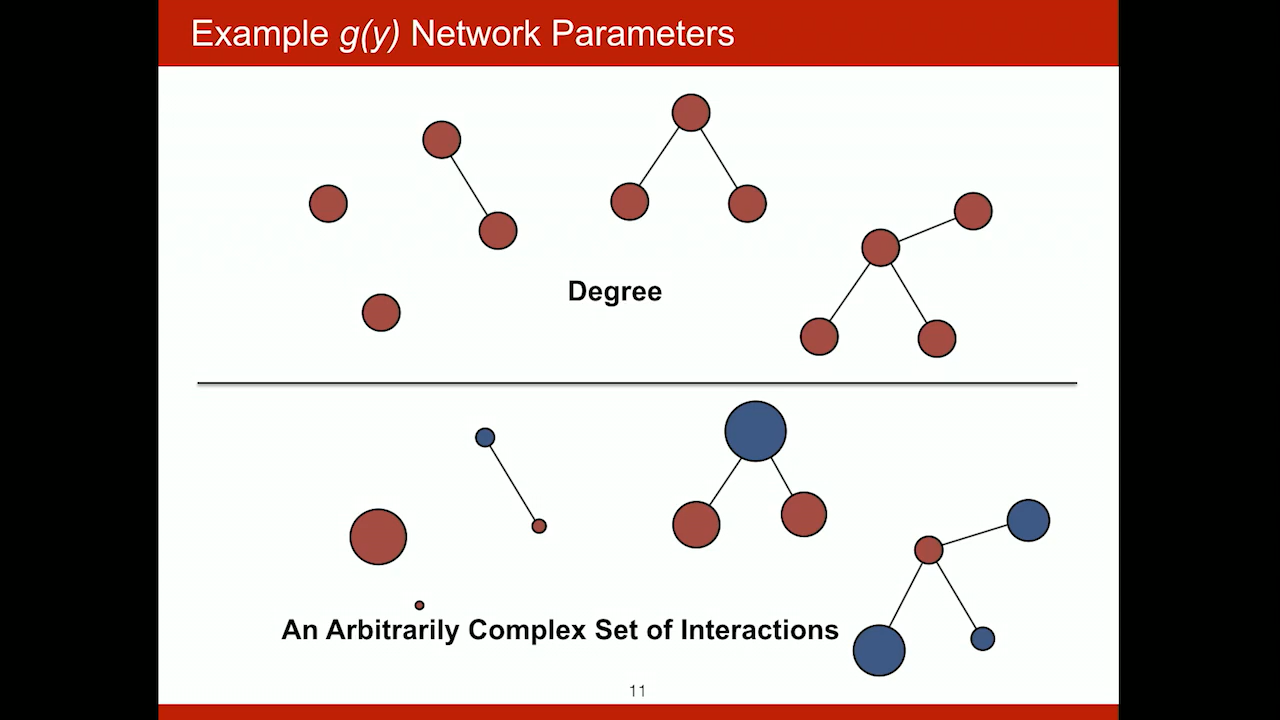 Example g(y) Network Parameters
Degree
An Arbitrarily Complex Set of Interactions
11